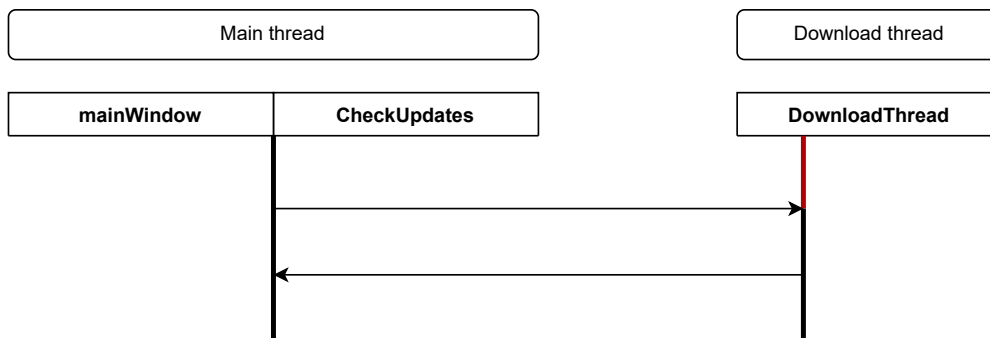 Main thread
Download thread
mainWindow
CheckUpdates
DownloadThread